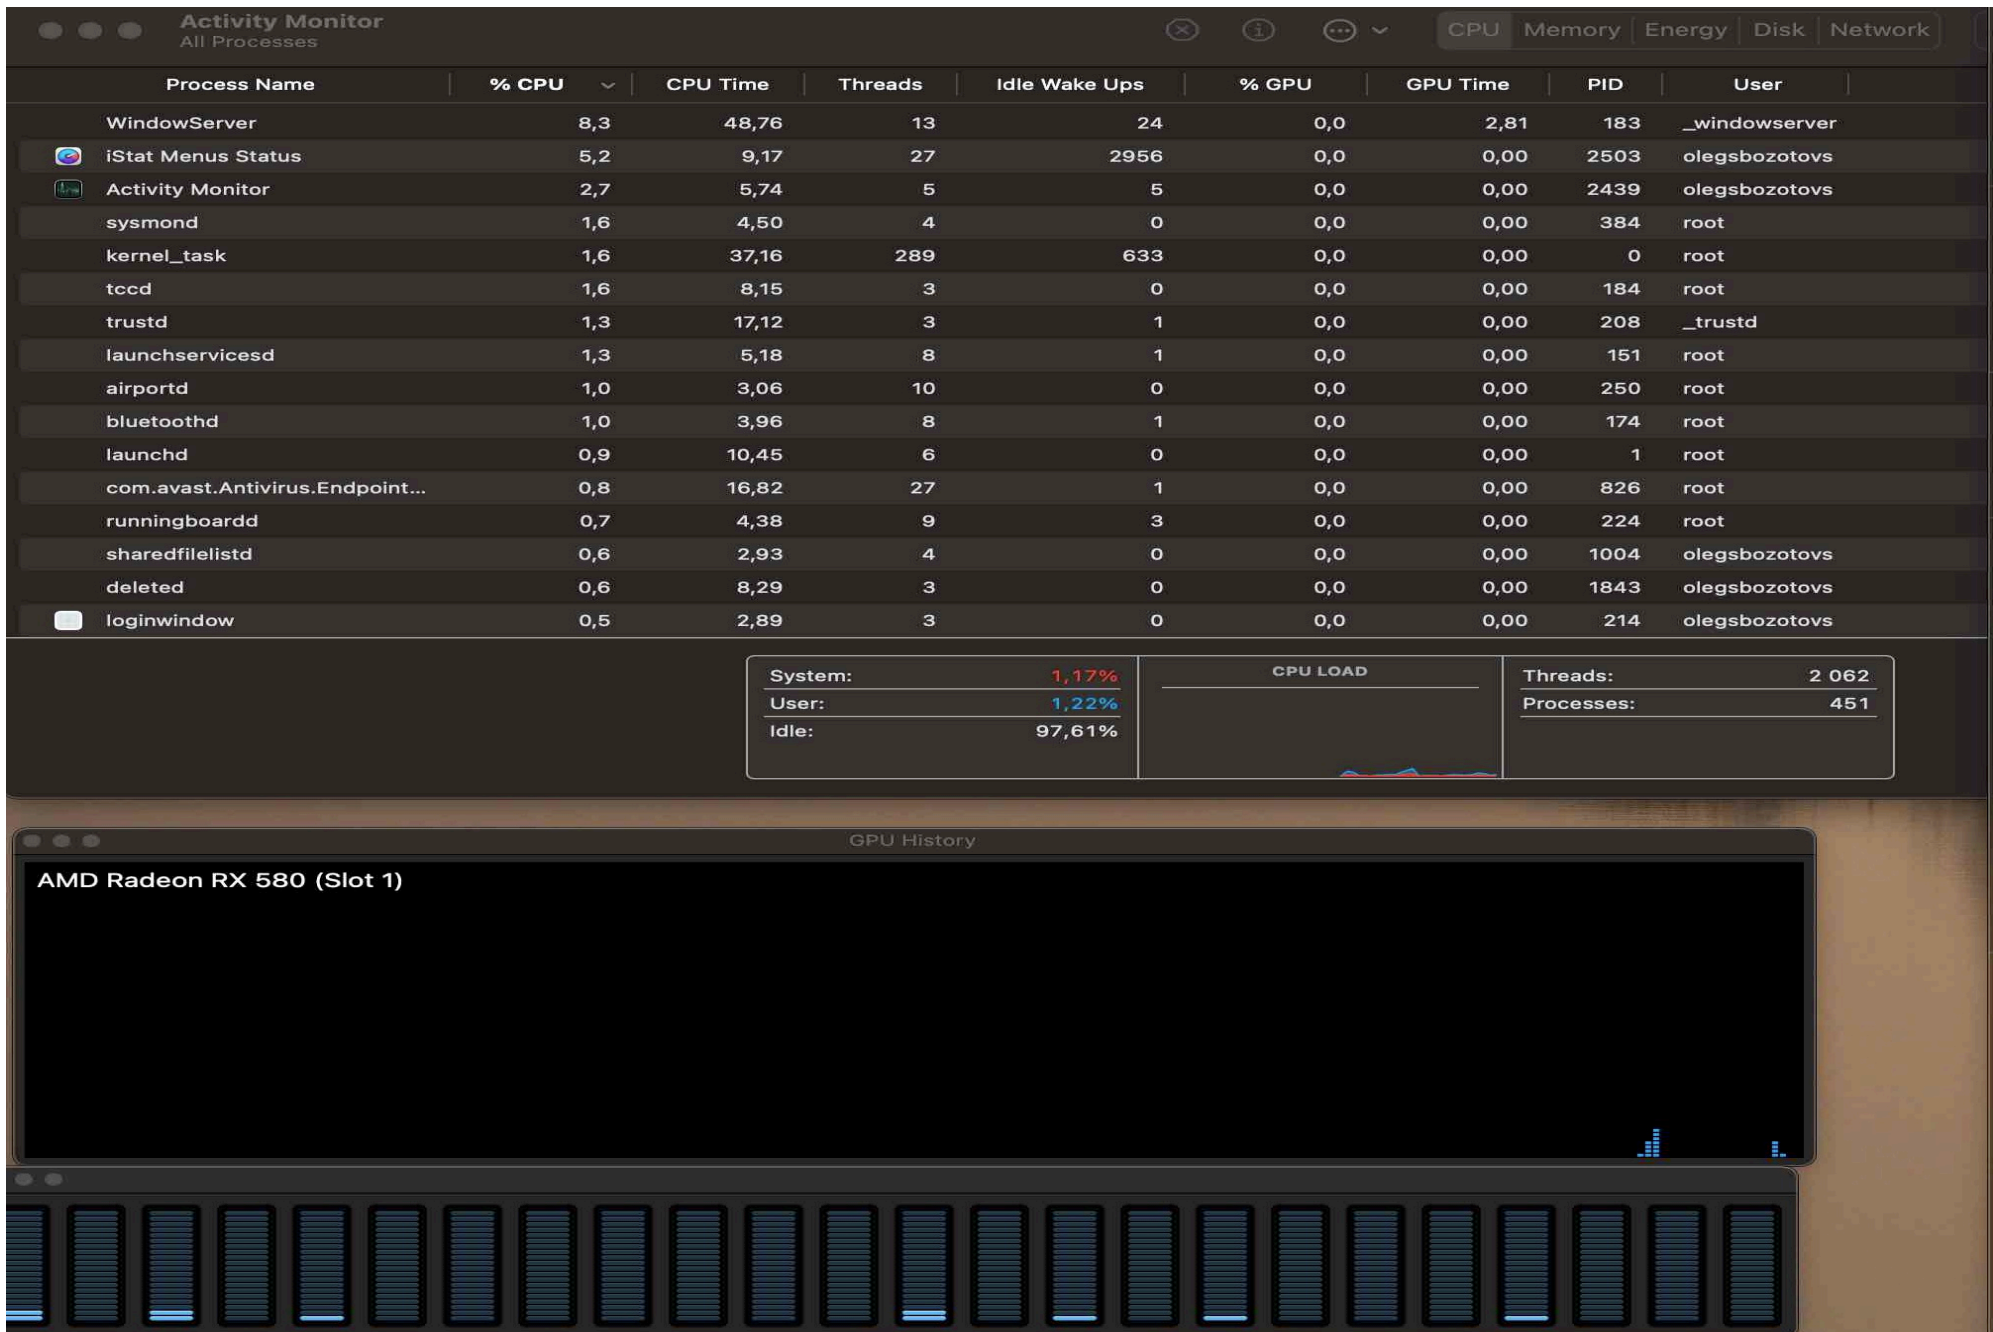 Activity Monitor
All Processes
CPU Memory Energy Disk Network
Process Name % CPU CPU Time Threads Idle Wake Ups % GPU GPU Time PID User
WindowServer 8,3 48,76 13 24 0,0 2,81 183 _windowserver
iStat Menus Status 5,2 9,17 27 2956 0,0 0,00 2503 olegsbozotovs
Activity Monitor 2,7 5,74 5 5 0,0 0,00 2439 olegsbozotovs
sysmond 1,6 4,50 4 0 0,0 0,00 384 root
kernel_task 1,6 37,16 289 633 0,0 0,00 0 root
tccd 1,6 8,15 3 0 0,0 0,00 184 root
trustd 1,3 17,12 3 1 0,0 0,00 208 _trustd
launchservicesd 1,3 5,18 8 1 0,0 0,00 151 root
airportd 1,0 3,06 10 0 0,0 0,00 250 root
bluetoothd 1,0 3,96 8 1 0,0 0,00 174 root
launchd 0,9 10,45 6 0 0,0 0,00 1 root
com.avast.Antivirus.Endpoint... 0,8 16,82 27 1 0,0 0,00 826 root
runningboardd 0,7 4,38 9 3 0,0 0,00 224 root
sharedfilelistd 0,6 2,93 4 0 0,0 0,00 1004 olegsbozotovs
deleted 0,6 8,29 3 0 0,0 0,00 1843 olegsbozotovs
loginwindow 0,5 2,89 3 0 0,0 0,00 214 olegsbozotovs
System: 1,17% CPU LOAD Threads: 2 062
User: 1,22% Processes: 451
Idle: 97,61%
GPU History
AMD Radeon RX 580 (Slot 1)